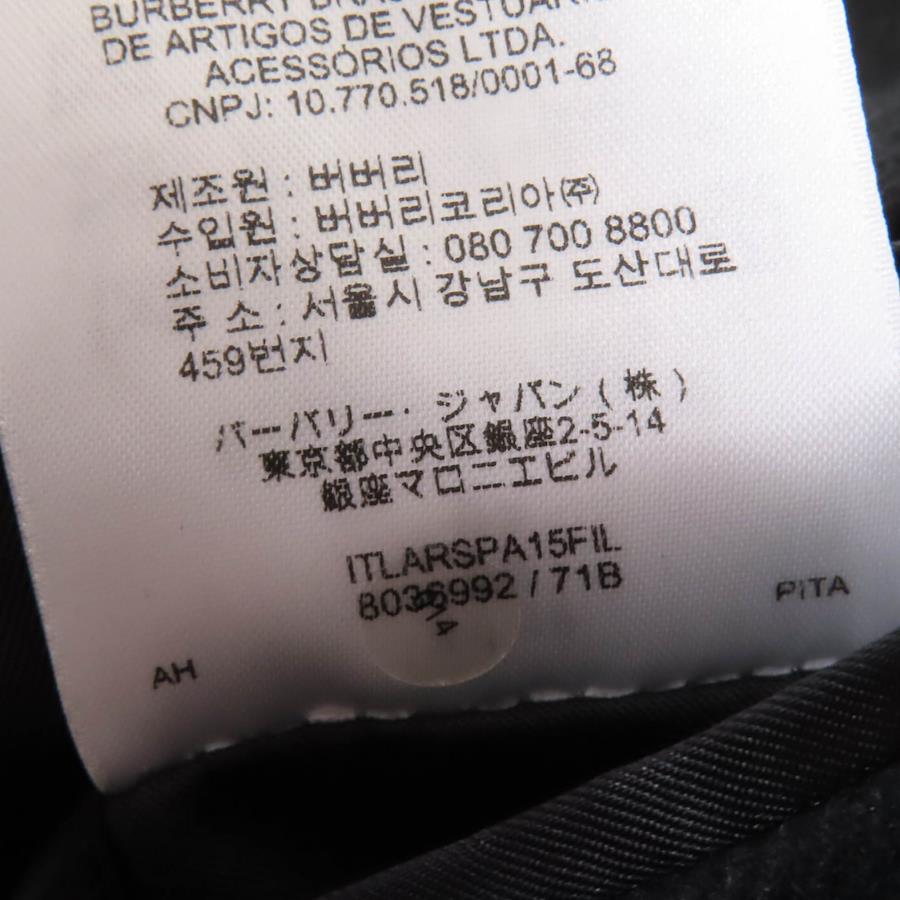 BURBERRY
DE ARTIGOS DE
ACESSÓRIOS LTDA.
CNPJ: 10.770.518/0001-68
제조원 : 버버리
수입원 : 버버리코리아㈜
소비자상담실 : 080 700 8800
주 소 : 서울시 강남구 도산대로
459번지
バーバリー・ジャパン(株)
東京都中央区銀座2-5-14
銀座マロニエビル
ITLARSPA15FIL
8036992 / 71B
PITA
AH